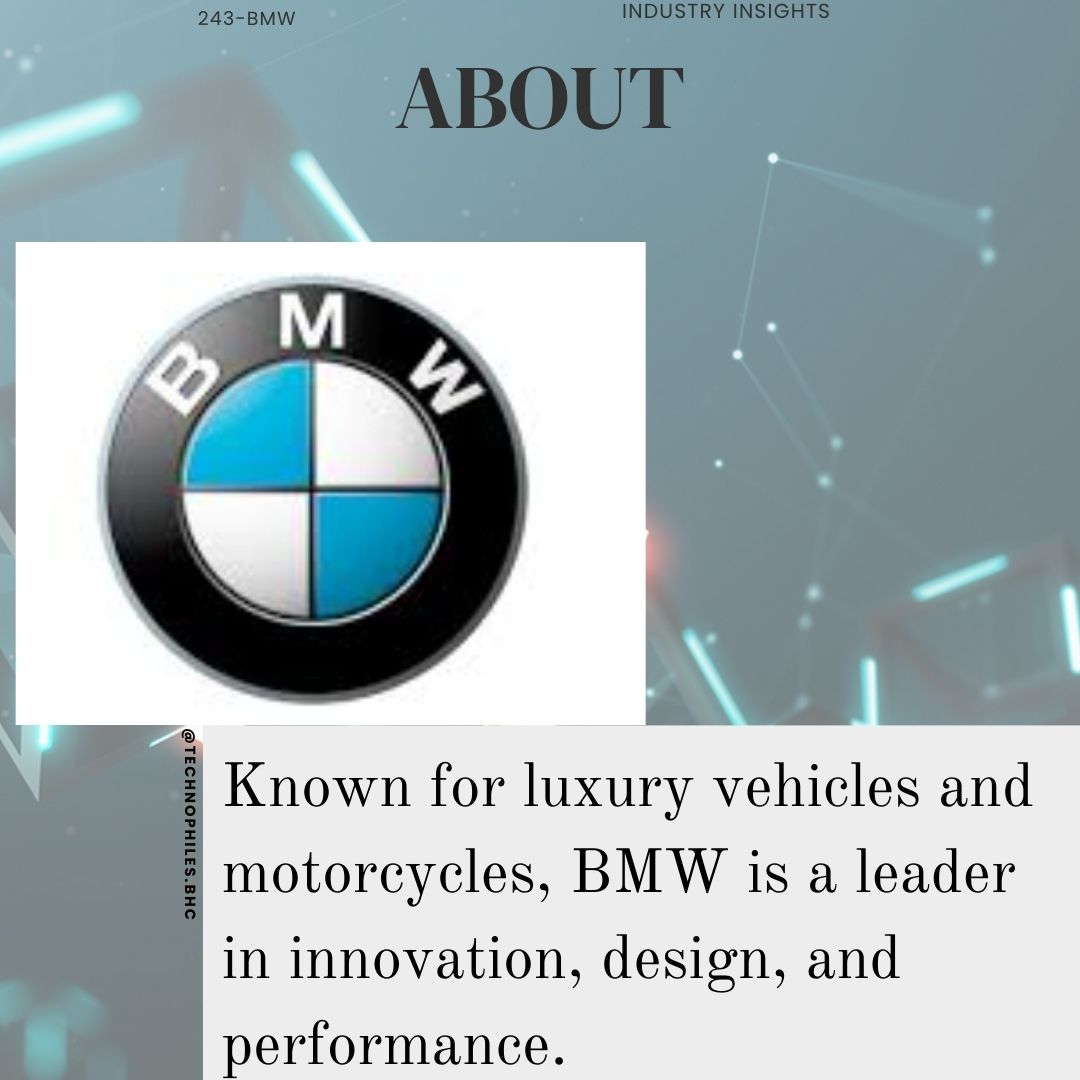 243-BMW
INDUSTRY INSIGHTS
ABOUT
B M W
@TECHNOPHILES.BHC
Known for luxury vehicles and
motorcycles, BMW is a leader
in innovation, design, and
performance.